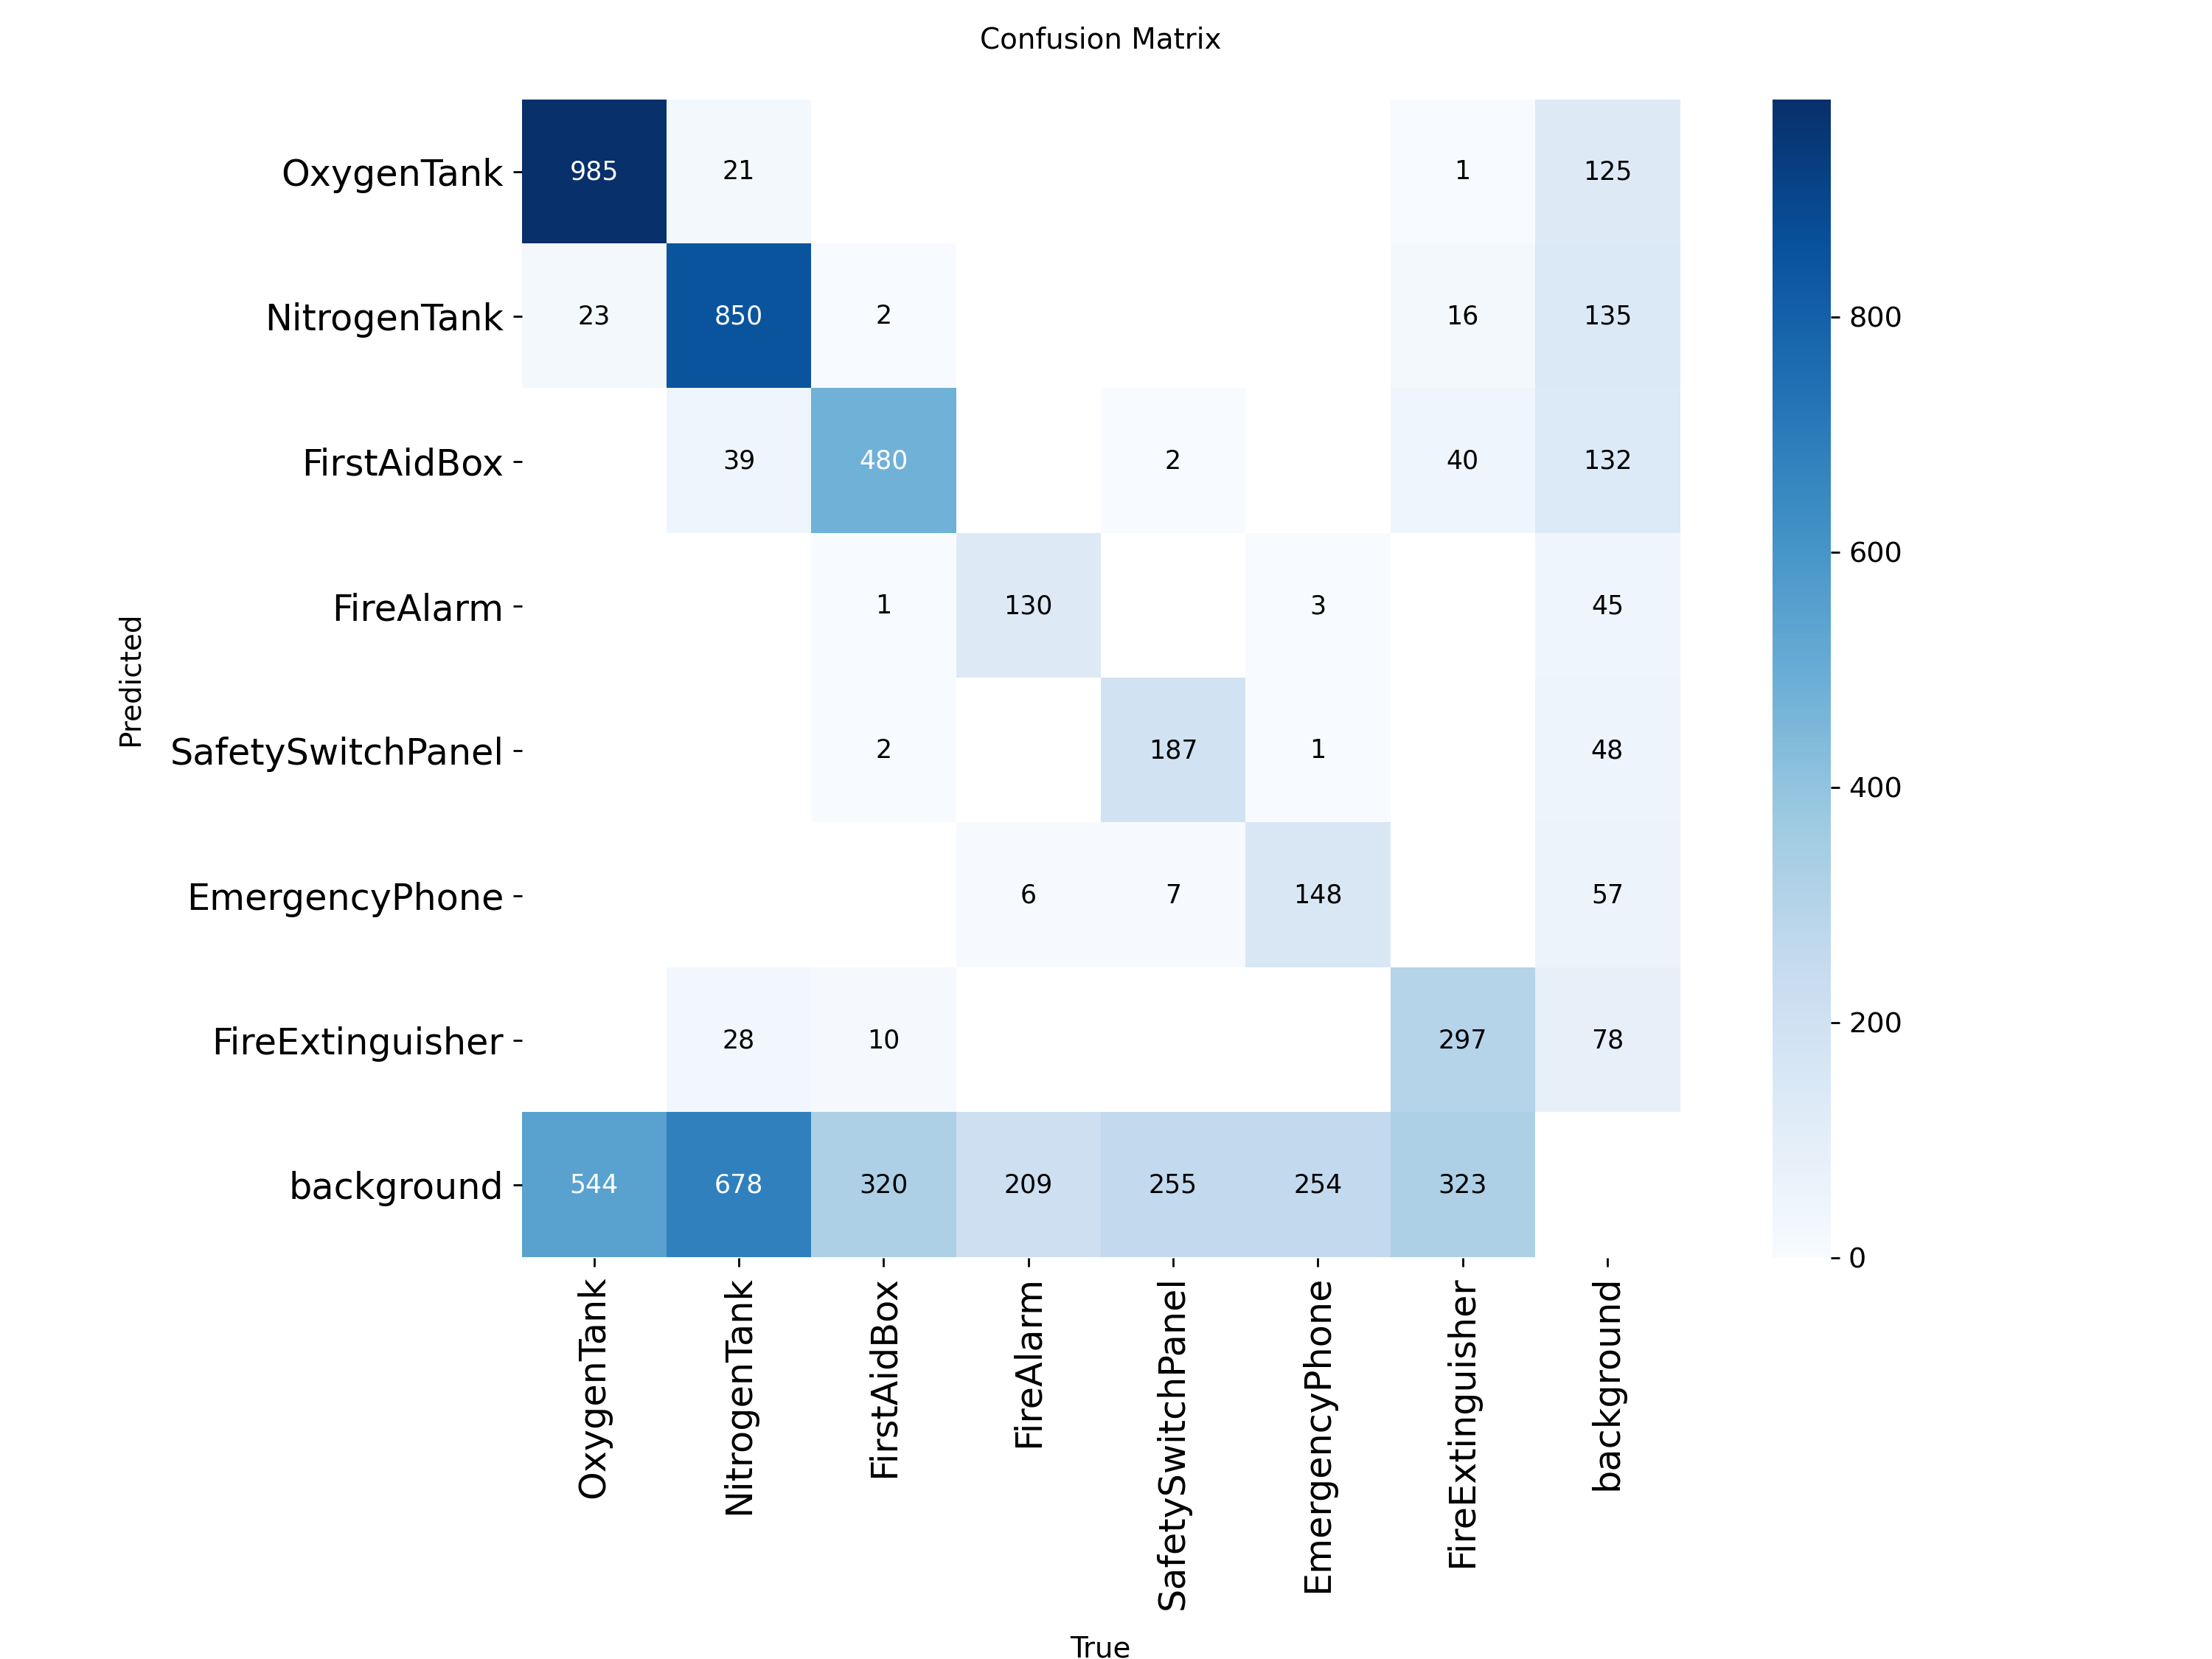 Confusion Matrix
Predicted
OxygenTank 985 21 1 125
NitrogenTank 23 850 2 16 135
FirstAidBox 39 480 2 40 132
FireAlarm 1 130 3 45
SafetySwitchPanel 2 187 1 48
EmergencyPhone 6 7 148 57
FireExtinguisher 28 10 297 78
background 544 678 320 209 255 254 323
OxygenTank
NitrogenTank
FirstAidBox
FireAlarm
SafetySwitchPanel
EmergencyPhone
FireExtinguisher
background
True
800
600
400
200
0